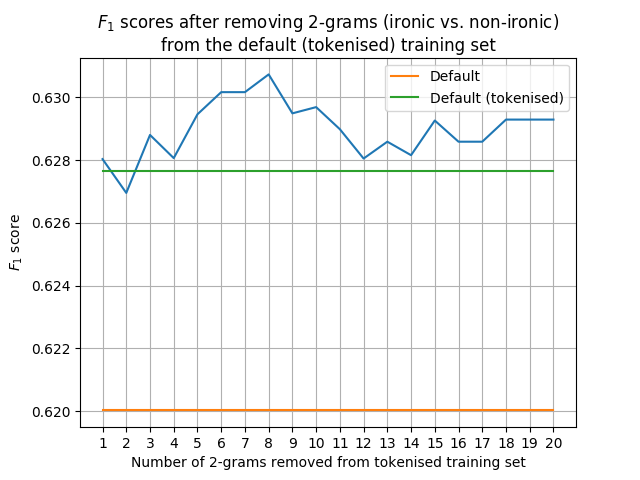 F₁ scores after removing 2-grams (ironic vs. non-ironic)
from the default (tokenised) training set
Default
Default (tokenised)
0.630
0.628
0.626
0.624
0.622
0.620
F₁ score
1 2 3 4 5 6 7 8 9 10 11 12 13 14 15 16 17 18 19 20
Number of 2-grams removed from tokenised training set